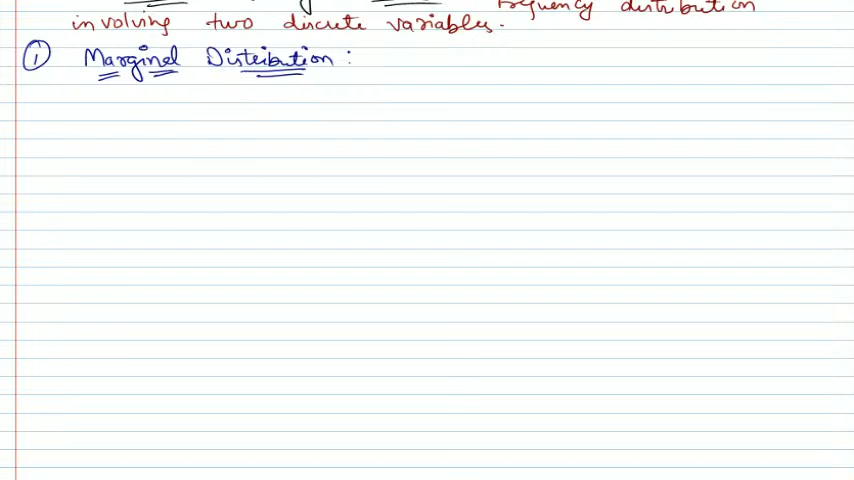 frequency distribution
involving two discrete variables.
① Marginal Distribution :